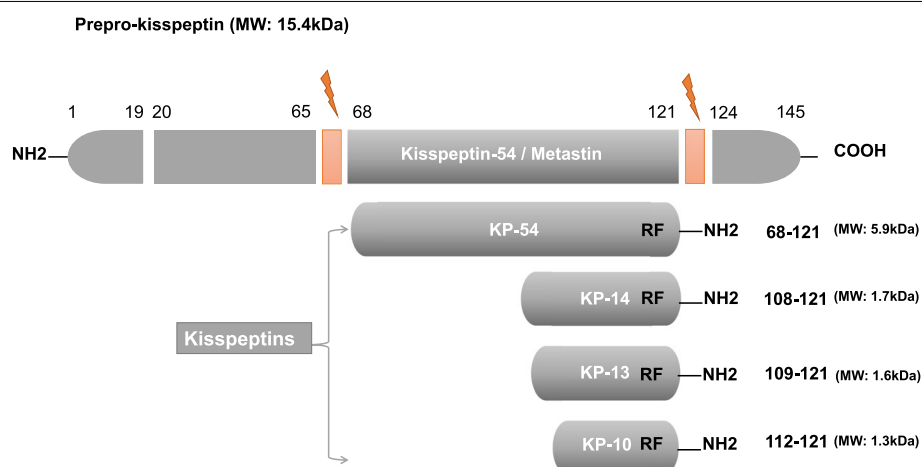 Prepro-kisspeptin (MW: 15.4kDa)
1 19 20 65 68 121 124 145
NH2 Kisspeptin-54 / Metastin COOH
KP-54 RF NH2 68-121 (MW: 5.9kDa)
KP-14 RF NH2 108-121 (MW: 1.7kDa)
Kisspeptins
KP-13 RF NH2 109-121 (MW: 1.6kDa)
KP-10 RF NH2 112-121 (MW: 1.3kDa)